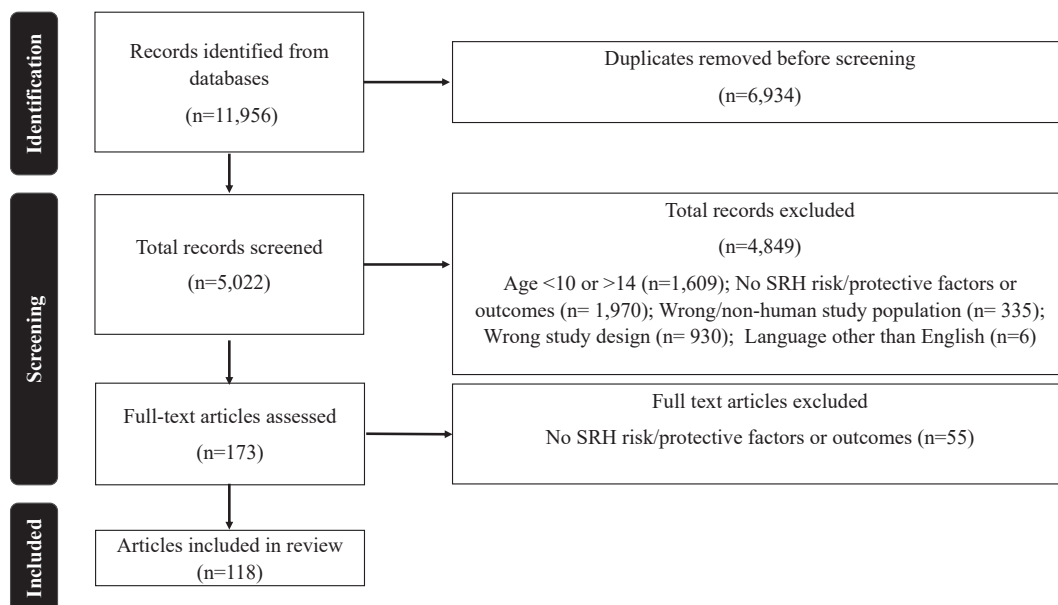 Identification
Records identified from
databases
(n=11,956)
Duplicates removed before screening
(n=6,934)
Screening
Total records screened
(n=5,022)
Total records excluded
(n=4,849)
Age <10 or >14 (n=1,609); No SRH risk/protective factors or
outcomes (n= 1,970); Wrong/non-human study population (n= 335);
Wrong study design (n= 930); Language other than English (n=6)
Full-text articles assessed
(n=173)
Full text articles excluded
No SRH risk/protective factors or outcomes (n=55)
Included
Articles included in review
(n=118)